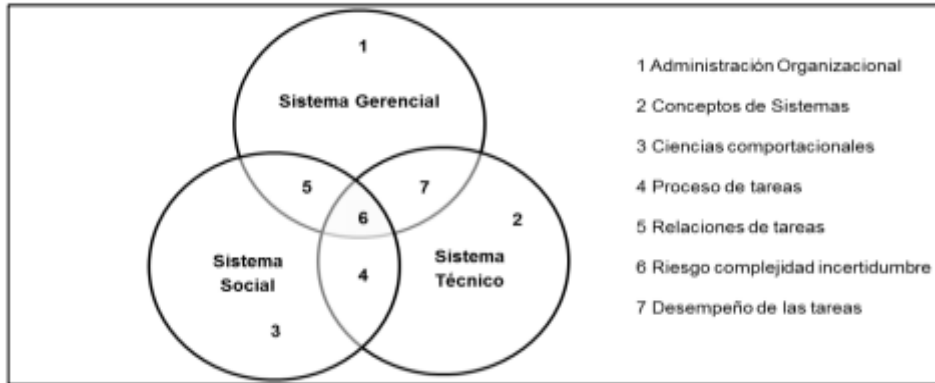 1
Sistema Gerencial
5
7
6
2
Sistema
Social
4
Sistema
Técnico
3
1 Administración Organizacional
2 Conceptos de Sistemas
3 Ciencias comportacionales
4 Proceso de tareas
5 Relaciones de tareas
6 Riesgo complejidad incertidumbre
7 Desempeño de las tareas